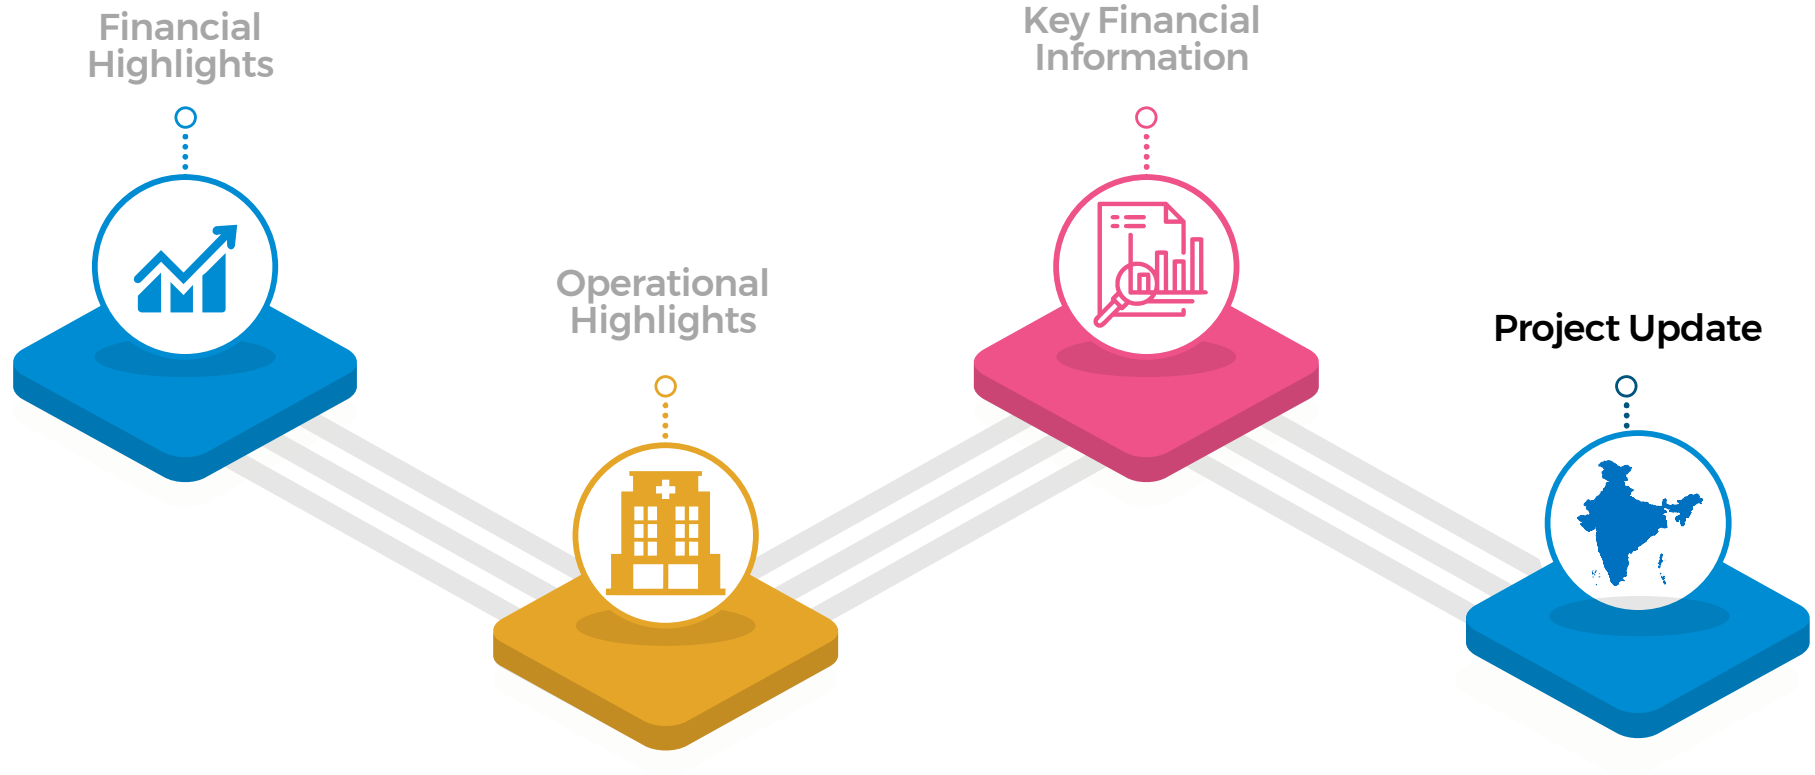 Financial
Highlights
Operational
Highlights
Key Financial
Information
Project Update